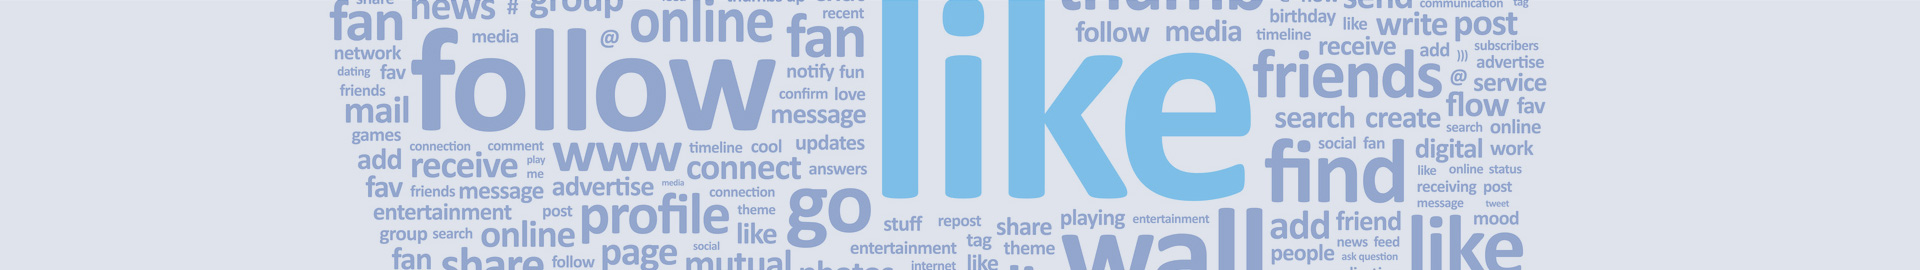 share
fan news # group
online
recent
media @
fan
network
dating fav
follow
notify fun
friends
confirm love
mail
message
games
connection comment
www
timeline cool updates
add receive play me
connect answers
fav friends message advertise media
connection
entertainment post profile theme
go
group search online
like
fan share follow page social mutual photos
like
stuff repost share playing entertainment
entertainment tag theme
wall
internet like
thumb
send communication tag
birthday like write post
follow media timeline
receive add ))) subscribers
friends @ advertise
service
flow fav
search create search online
find
social fan digital work
like online status
receiving post
message tweet
add friend like mood
people news feed
ask question